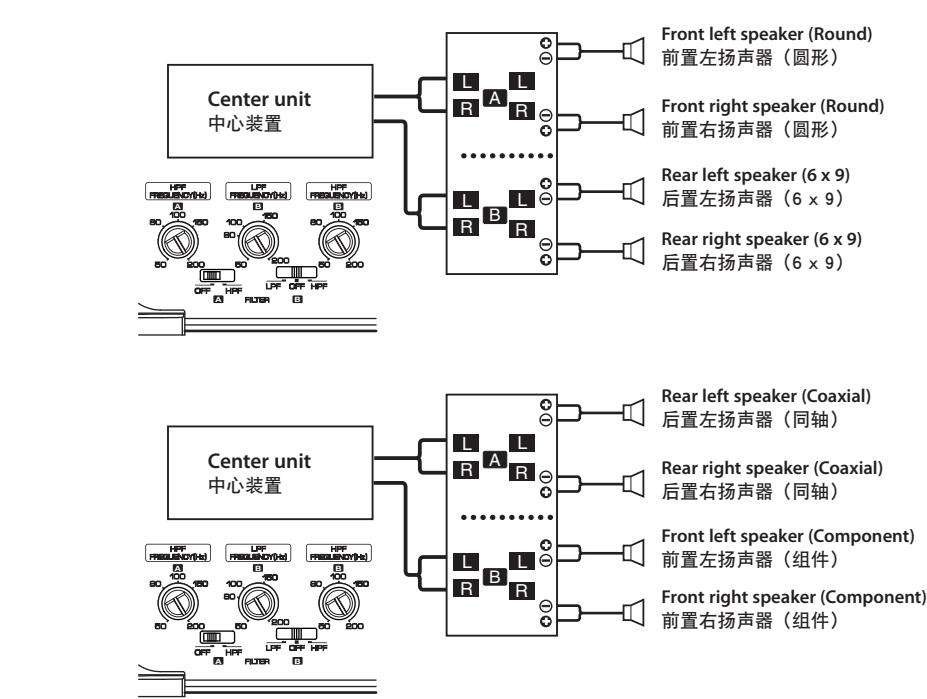 Front left speaker (Round)
前置左扬声器（圆形）
Center unit
中心装置
L L
A
R R
Front right speaker (Round)
前置右扬声器（圆形）
Rear left speaker (6 x 9)
后置左扬声器（6 x 9）
L L
B
R R
Rear right speaker (6 x 9)
后置右扬声器（6 x 9）
HPF LPF HPF
FREQUENCY(Hz) FREQUENCY(Hz) FREQUENCY(Hz)
A B B
80 100 150 80 100 150 80 100 150
50 200 50 200 50 200
OFF HPF LPF OFF HPF
A FILTER B
Rear left speaker (Coaxial)
后置左扬声器（同轴）
Center unit
中心装置
L L
A
R R
Rear right speaker (Coaxial)
后置右扬声器（同轴）
Front left speaker (Component)
前置左扬声器（组件）
L L
B
R R
Front right speaker (Component)
前置右扬声器（组件）
HPF LPF HPF
FREQUENCY(Hz) FREQUENCY(Hz) FREQUENCY(Hz)
A B B
80 100 150 80 100 150 80 100 150
50 200 50 200 50 200
OFF HPF LPF OFF HPF
A FILTER B